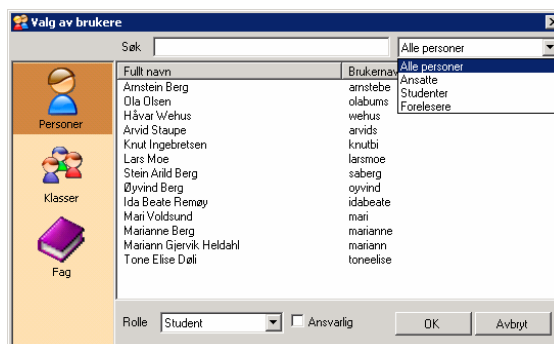 Valg av brukere
Søk
Alle personer
Alle personer
Ansatte
Studenter
Forelesere
Personer
Klasser
Fag
Fullt navn Brukernav
Arnstein Berg arnstebe
Ola Olsen olabums
Håvar Wehus wehus
Arvid Staupe arvids
Knut Ingebretsen knutbi
Lars Moe larsmoe
Stein Arild Berg saberg
Øyvind Berg oyvind
Ida Beate Remøy idabeate
Mari Voldsund mari
Marianne Berg marianne
Mariann Gjervik Heldahl mariann
Tone Elise Døli toneelise
Rolle Student Ansvarlig OK Avbryt